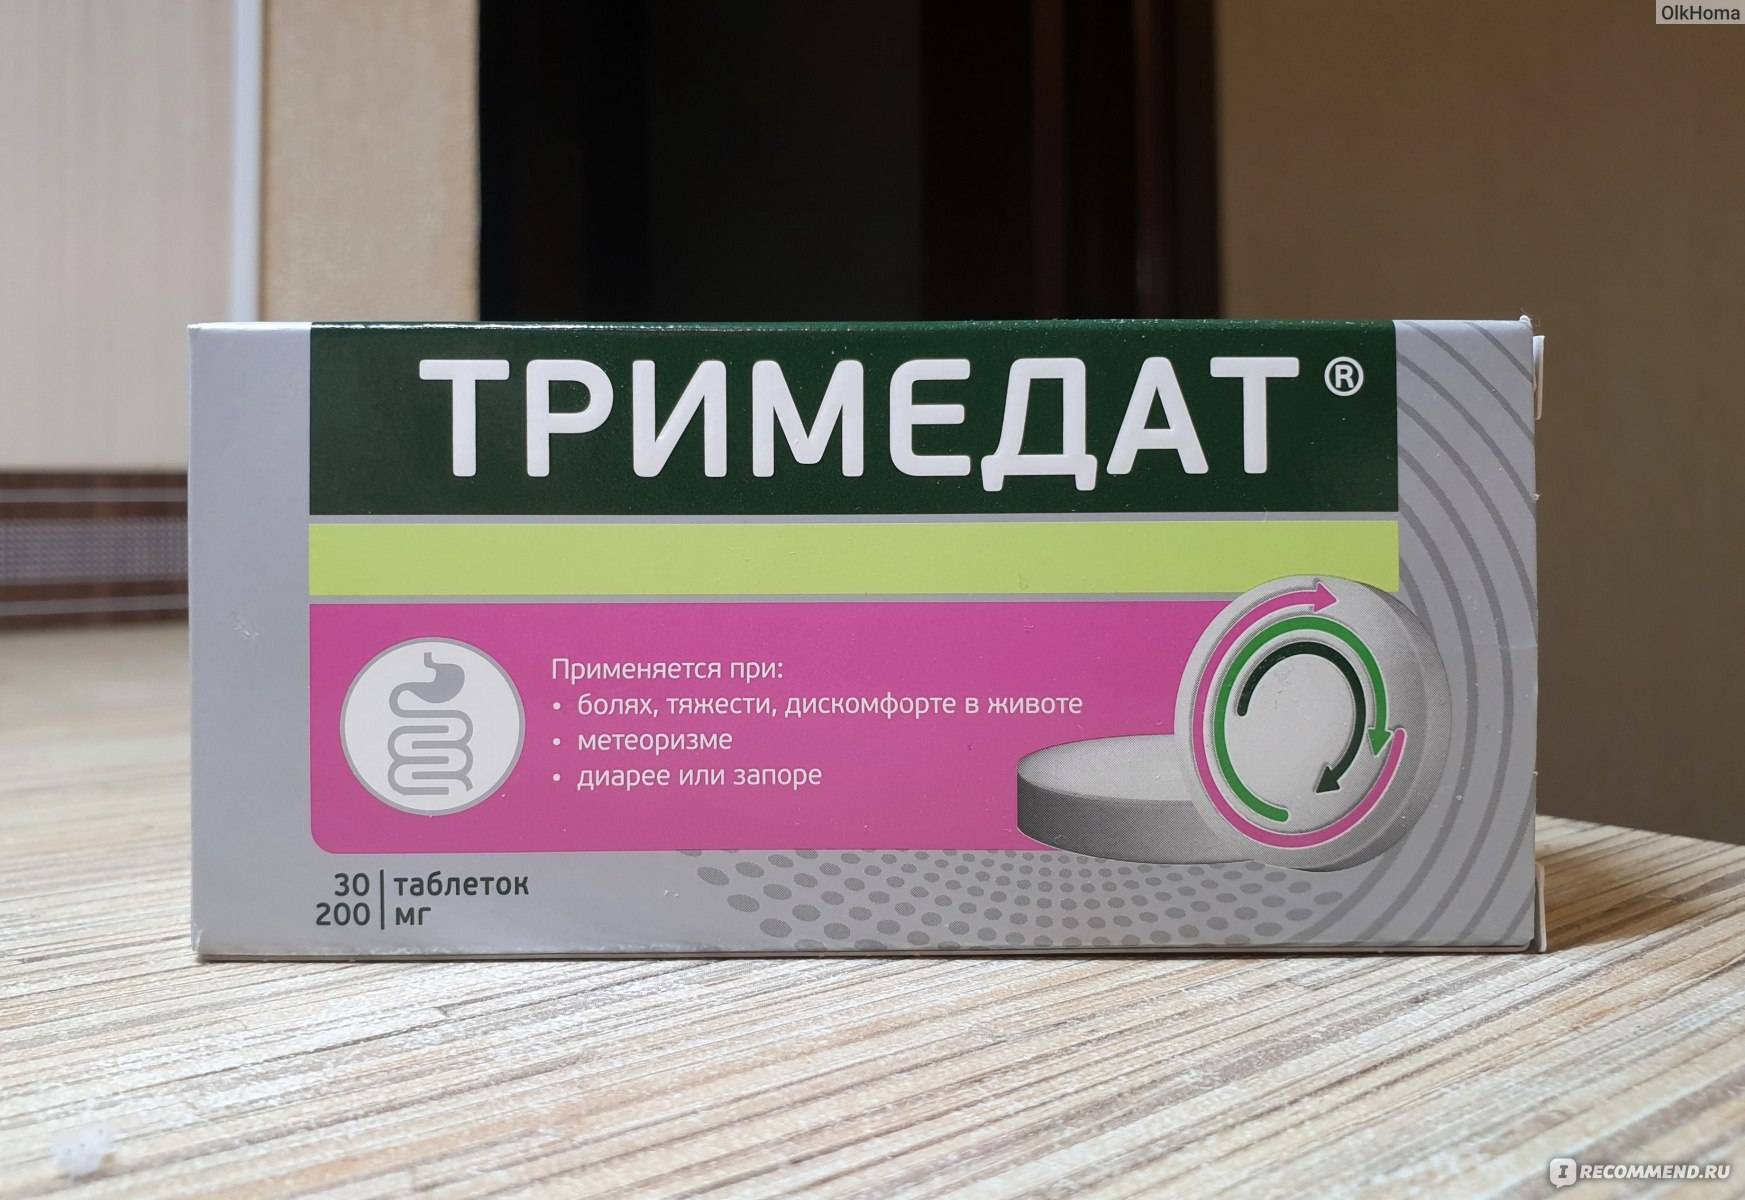 OlkHoma
ТРИМЕДАТ®
Применяется при:
• болях, тяжести, дискомфорте в животе
• метеоризме
• диарее или запоре
30 | таблеток
200 | мг
I RECOMMEND.RU